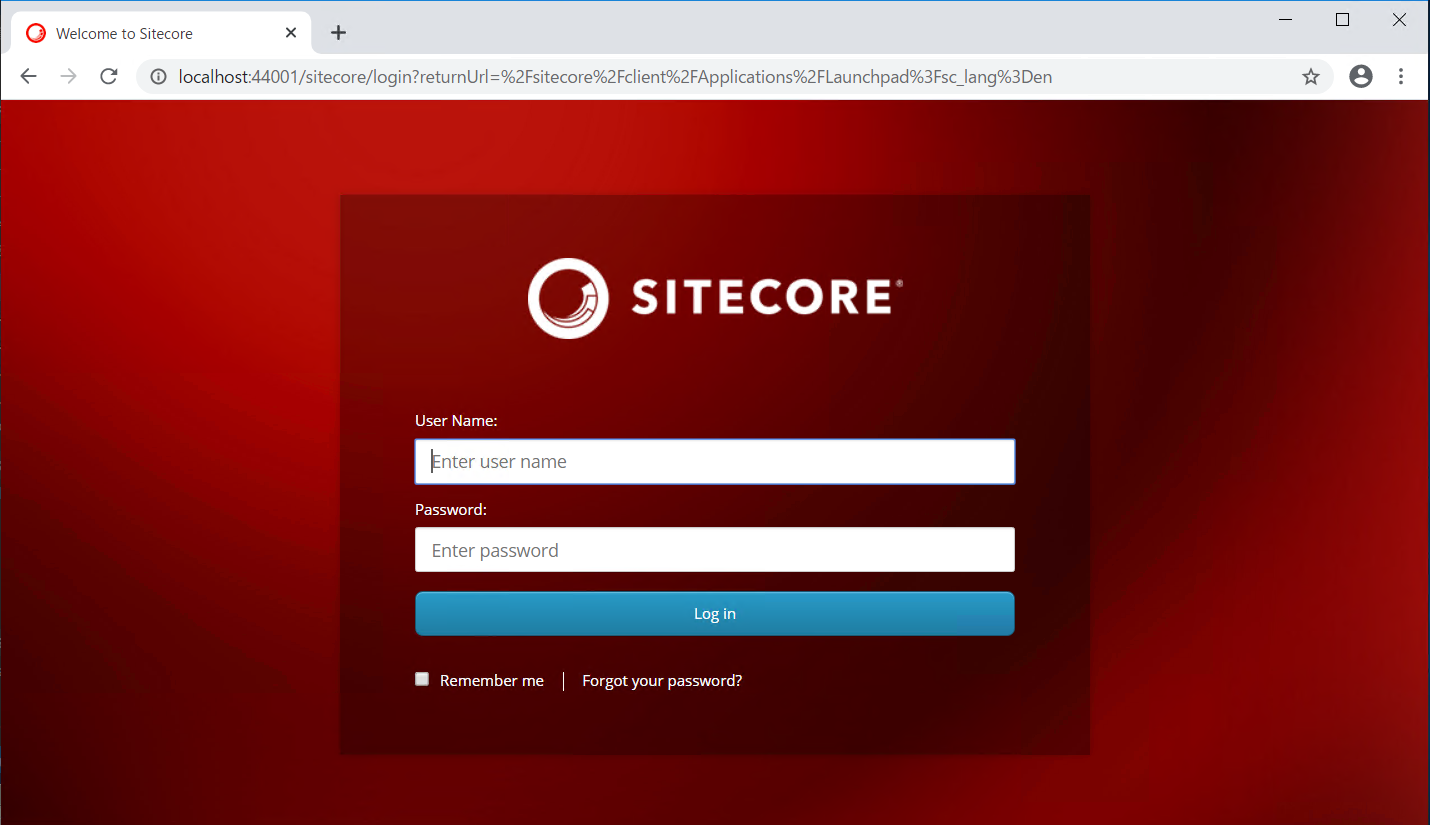 Welcome to Sitecore
localhost:44001/sitecore/login?returnUrl=%2Fsitecore%2Fclient%2FApplications%2FLaunchpad%3Fsc_lang%3Den
SITECORE®
User Name:
Enter user name
Password:
Enter password
Log in
Remember me | Forgot your password?